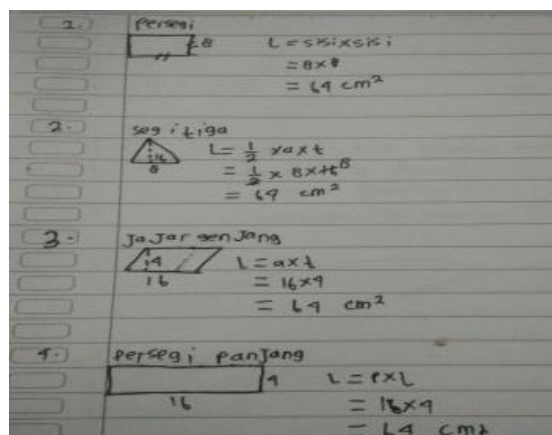 1. Persegi
8 L = sisi x sisi
= 8 x 8
= 64 cm²
2. segitiga
16 L = 1/2 x a x t
8 = 1/2 x 8 x 16 8
= 64 cm²
3. Jajar genjang
4 L = a x t
16 = 16 x 4
= 64 cm²
4. persegi panjang
4 L = P x L
16 = 16 x 4
= 64 cm²